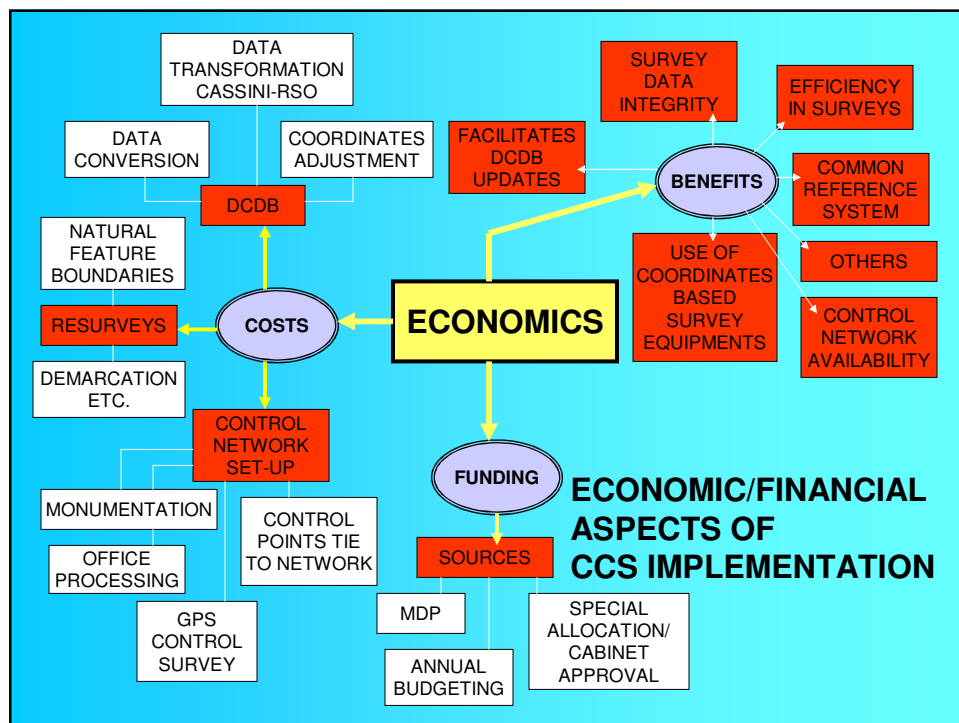 DATA
TRANSFORMATION
CASSINI-RSO
DATA
CONVERSION
COORDINATES
ADJUSTMENT
DCDB
NATURAL
FEATURE
BOUNDARIES
RESURVEYS
COSTS
DEMARCATION
ETC.
CONTROL
NETWORK
SET-UP
MONUMENTATION
OFFICE
PROCESSING
GPS
CONTROL
SURVEY
CONTROL
POINTS TIE
TO NETWORK
ECONOMICS
SURVEY
DATA
INTEGRITY
EFFICIENCY
IN SURVEYS
FACILITATES
DCDB
UPDATES
BENEFITS
COMMON
REFERENCE
SYSTEM
USE OF
COORDINATES
BASED
SURVEY
EQUIPMENTS
OTHERS
CONTROL
NETWORK
AVAILABILITY
FUNDING
SOURCES
MDP
ANNUAL
BUDGETING
SPECIAL
ALLOCATION/
CABINET
APPROVAL
ECONOMIC/FINANCIAL
ASPECTS OF
CCS IMPLEMENTATION